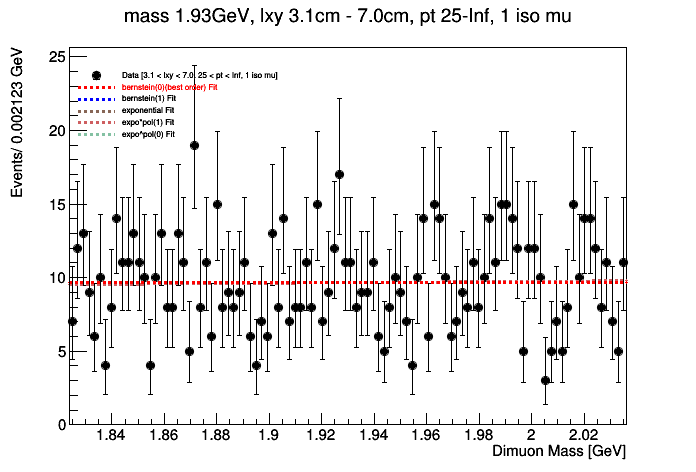 mass 1.93GeV, lxy 3.1cm - 7.0cm, pt 25-Inf, 1 iso mu
Events/ 0.002123 GeV
25
20
15
10
5
0
Data [3.1 < lxy < 7.0, 25 < pt < Inf, 1 iso mu]
bernstein(0)(best order) Fit
bernstein(1) Fit
exponential Fit
expo*pol(1) Fit
expo^pol(0) Fit
1.84 1.86 1.88 1.9 1.92 1.94 1.96 1.98 2 2.02
Dimuon Mass [GeV]